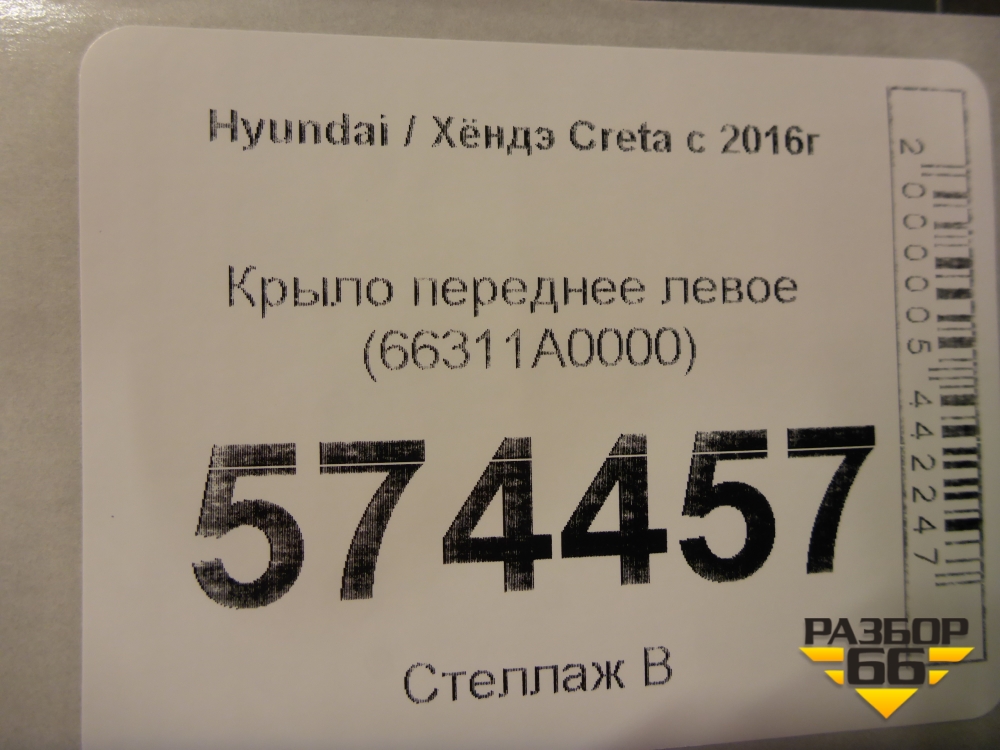 Hyundai / Хёндэ Creta с 2016г
Крыло переднее левое
(66311A0000)
574457
Стеллаж В
2000005442247
РАЗБОР
66